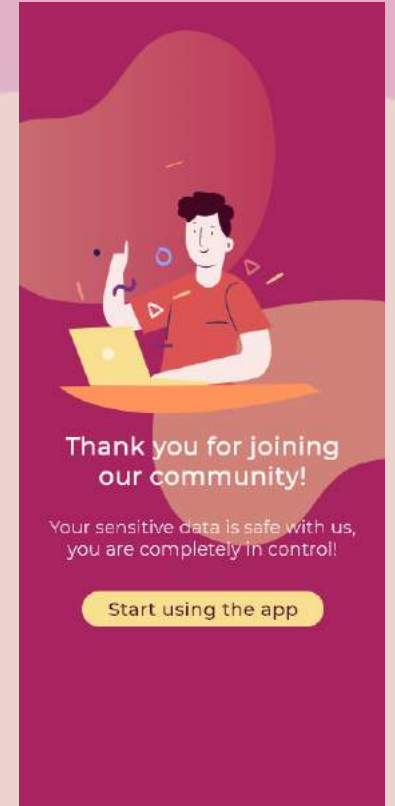 Thank you for joining
our community!
Your sensitive data is safe with us,
you are completely in control!
Start using the app